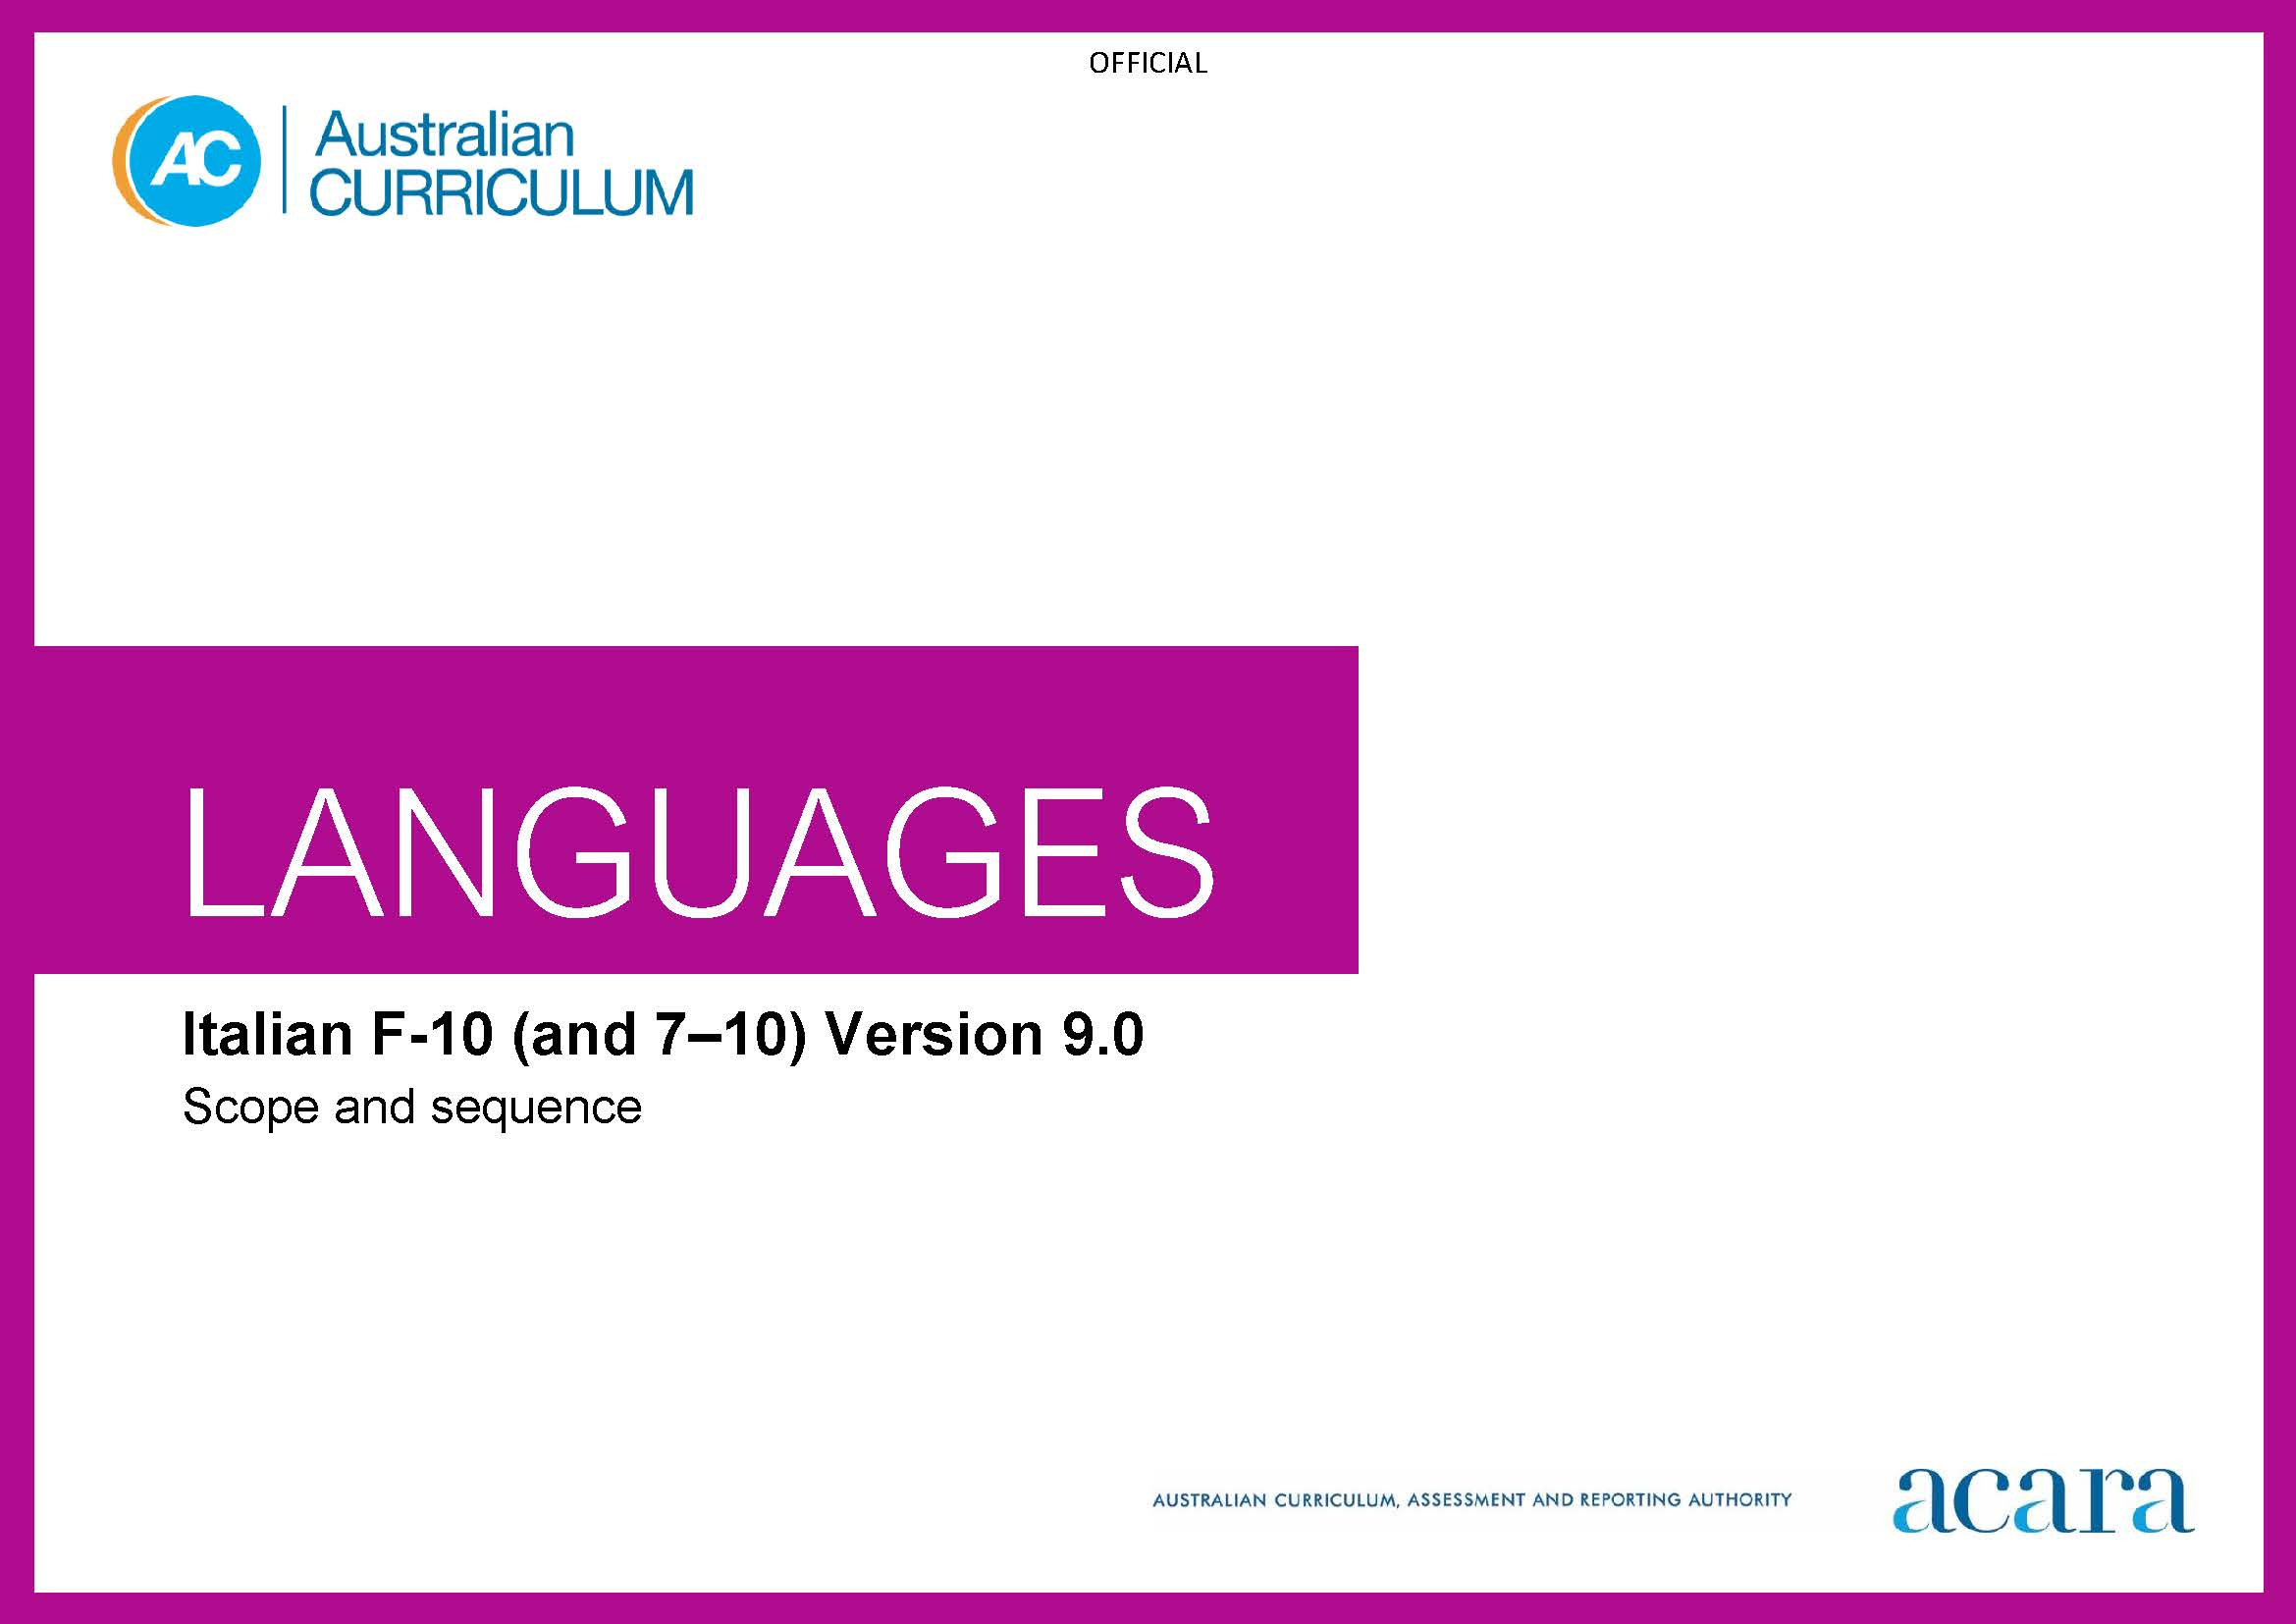 OFFICIAL
AC
Australian
CURRICULUM
LANGUAGES
Italian F-10 (and 7–10) Version 9.0
Scope and sequence
AUSTRALIAN CURRICULUM, ASSESSMENT AND REPORTING AUTHORITY
acara